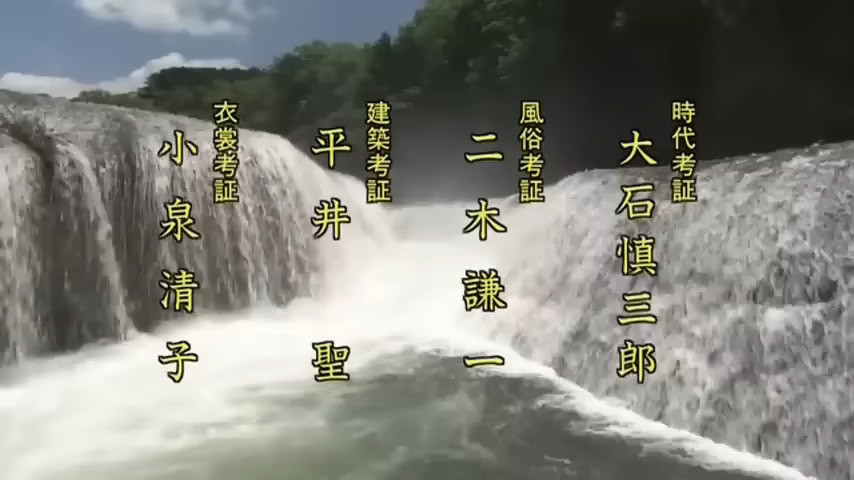 時代考証
大石慎三郎
風俗考証
二木謙一
建築考証
平井聖
衣裳考証
小泉清子